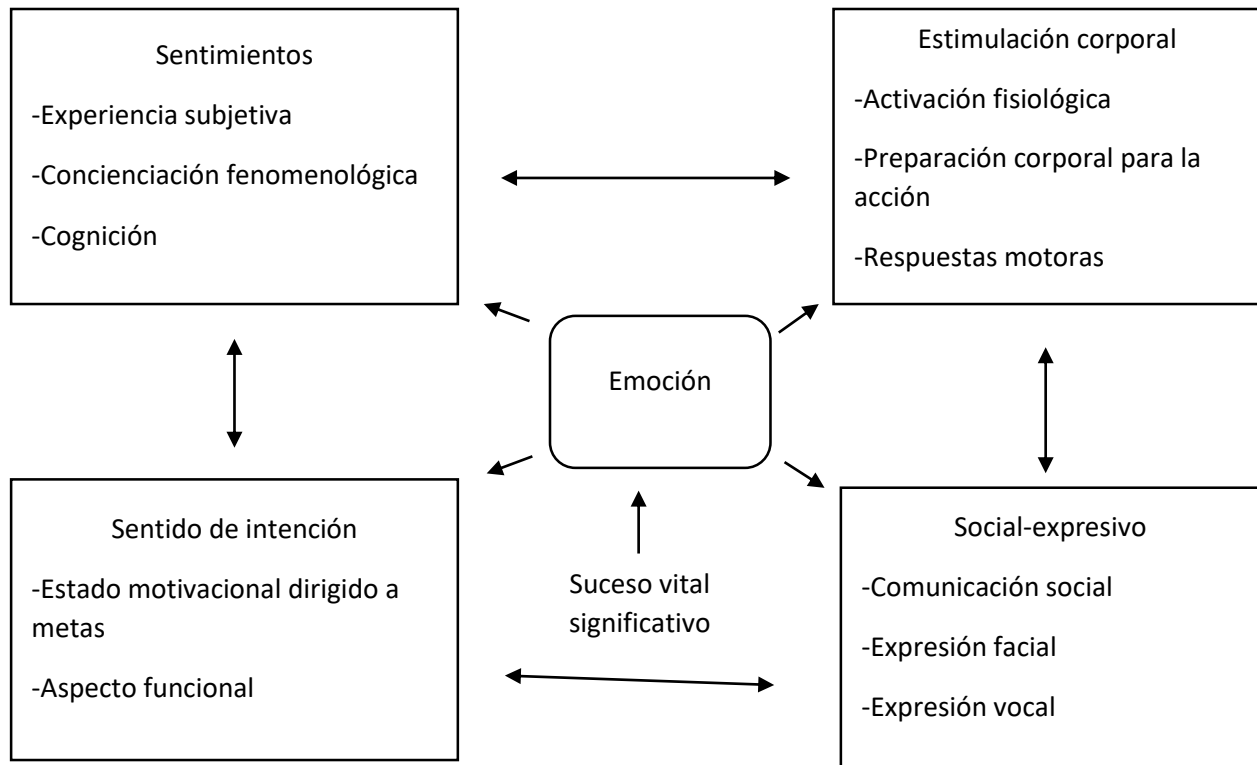 Sentimientos
-Experiencia subjetiva
-Concienciación fenomenológica
-Cognición
Estimulación corporal
-Activación fisiológica
-Preparación corporal para la
acción
-Respuestas motoras
Emoción
Sentido de intención
-Estado motivacional dirigido a
metas
-Aspecto funcional
Suceso vital
significativo
Social-expresivo
-Comunicación social
-Expresión facial
-Expresión vocal